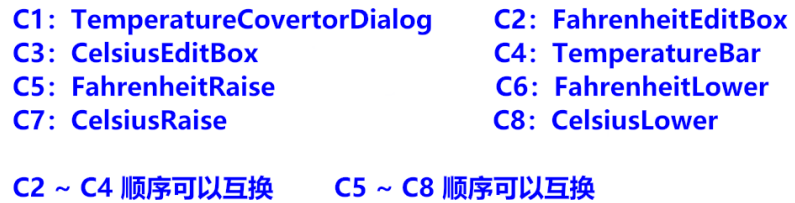 C1：TemperatureCovertorDialog C2：FahrenheitEditBox
C3：CelsiusEditBox C4：TemperatureBar
C5：FahrenheitRaise C6：FahrenheitLower
C7：CelsiusRaise C8：CelsiusLower
C2 ~ C4 顺序可以互换 C5 ~ C8 顺序可以互换